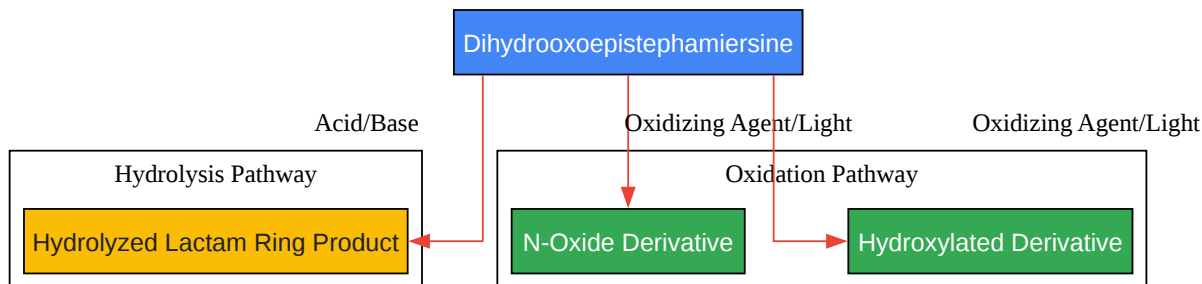 Dihydrooxoepistephamiersine
Acid/Base
Oxidizing Agent/Light
Oxidizing Agent/Light
Hydrolysis Pathway
Oxidation Pathway
Hydrolyzed Lactam Ring Product
N-Oxide Derivative
Hydroxylated Derivative